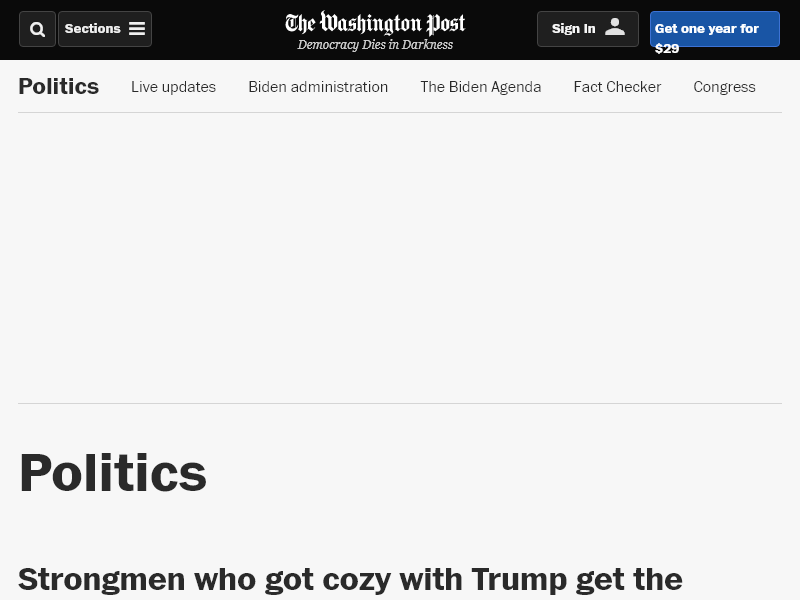 Sections
The Washington Post
Democracy Dies in Darkness
Sign In
Get one year for
$29
Politics
Live updates
Biden administration
The Biden Agenda
Fact Checker
Congress
Politics
Strongmen who got cozy with Trump get the